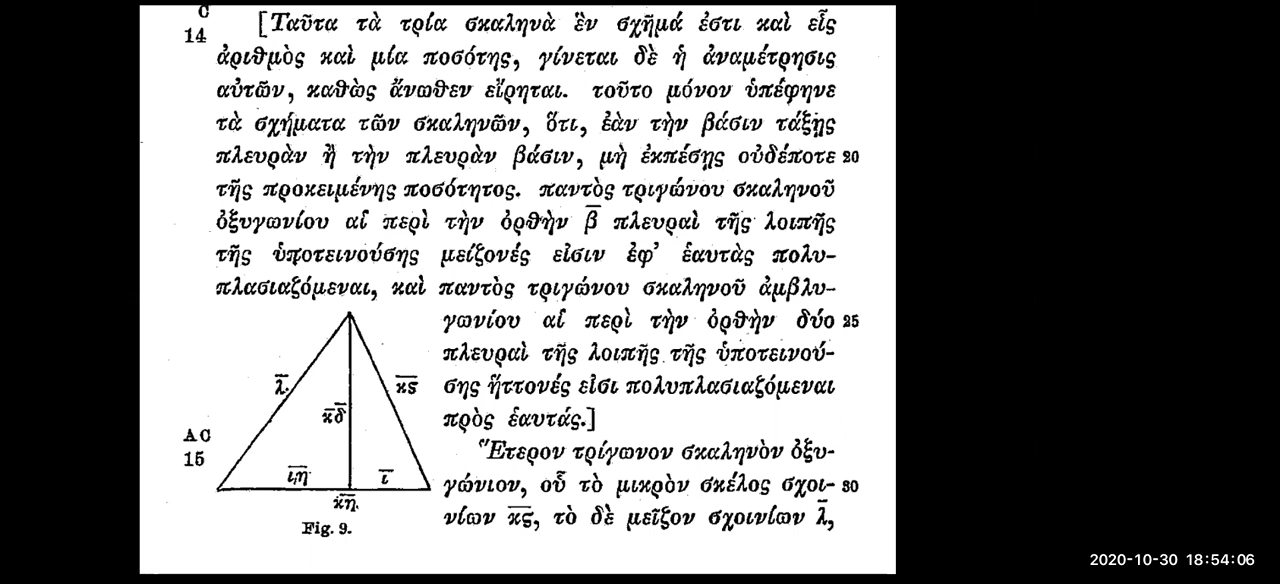 C
14
[Ταῦτα τὰ τρία σκαληνὰ ἓν σχῆμά ἐστι καὶ εἷς
ἀριθμὸς καὶ μία ποσότης, γίνεται δὲ ἡ ἀναμέτρησις
αὐτῶν, καθὼς ἄνωθεν εἴρηται. τοῦτο μόνον ὑπέφηνε
τὰ σχήματα τῶν σκαληνῶν, ὅτι, ἐὰν τὴν βάσιν τάξῃς
πλευρὰν ἢ τὴν πλευρὰν βάσιν, μὴ ἐκπέσῃς οὐδέποτε 20
τῆς προκειμένης ποσότητος. παντὸς τριγώνου σκαληνοῦ
ὀξυγωνίου αἱ περὶ τὴν ὀρθὴν β̅ πλευραὶ τῆς λοιπῆς
τῆς ὑποτεινούσης μείζονές εἰσιν ἐφ’ ἑαυτὰς πολυ-
πλασιαζόμεναι, καὶ παντὸς τριγώνου σκαληνοῦ ἀμβλυ-
γωνίου αἱ περὶ τὴν ὀρθὴν δύο 25
πλευραὶ τῆς λοιπῆς τῆς ὑποτεινού-
σης ἥττονές εἰσι πολυπλασιαζόμεναι
πρὸς ἑαυτάς.]
AC
15
Ἕτερον τρίγωνον σκαληνὸν ὀξυ-
γώνιον, οὗ τὸ μικρὸν σκέλος σχοι- 30
νίων κ̅ϛ̅, τὸ δὲ μεῖζον σχοινίων λ̅,
λ̅
κ̅ϛ̅
κ̅δ̅
ι̅η̅
ι̅
κ̅η̅
Fig. 9.
2020-10-30 18:54:06